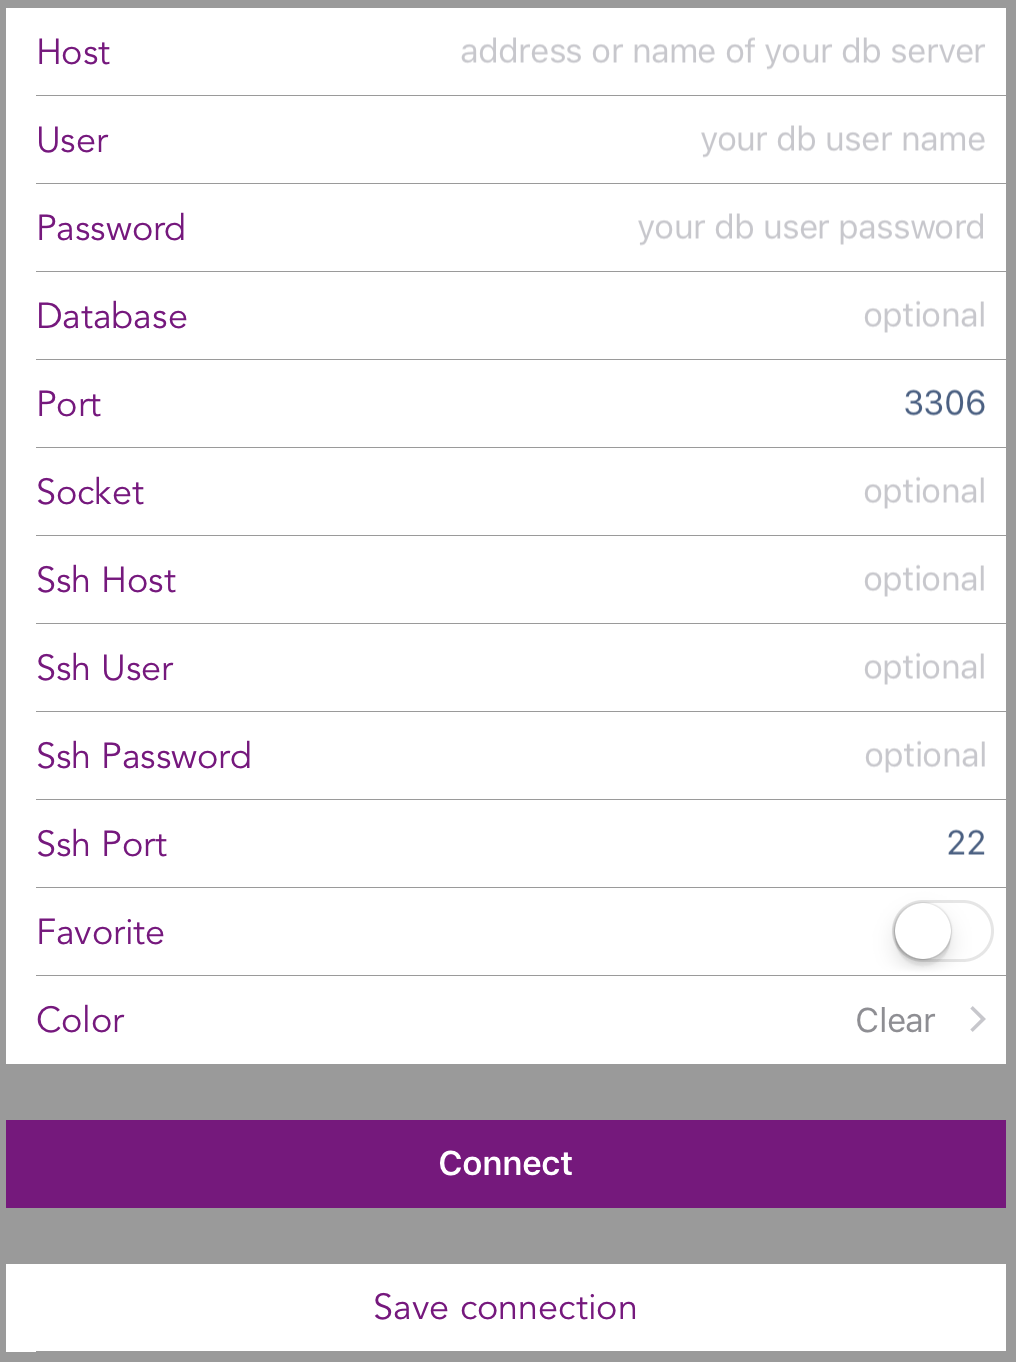 Host address or name of your db server
User your db user name
Password your db user password
Database optional
Port 3306
Socket optional
Ssh Host optional
Ssh User optional
Ssh Password optional
Ssh Port 22
Favorite
Color Clear
Connect
Save connection